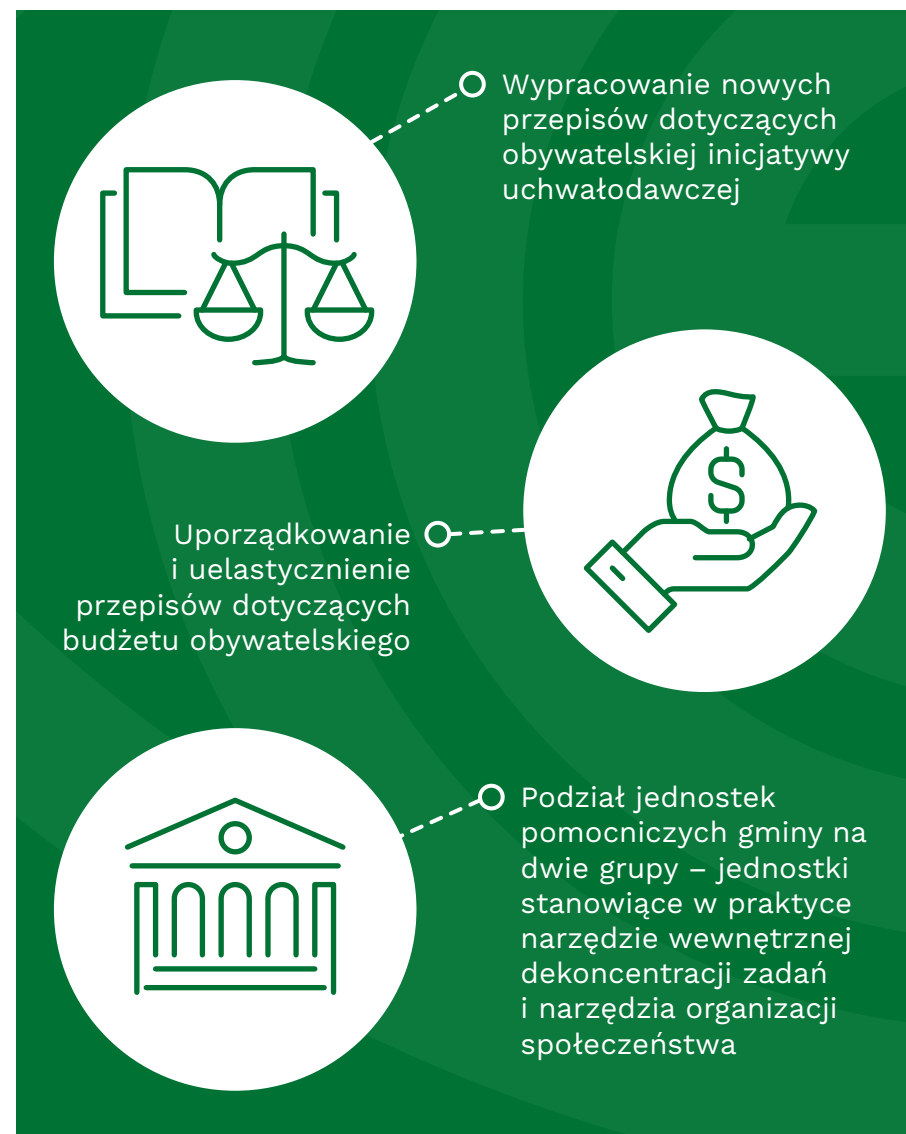 Wypracowanie nowych
przepisów dotyczących
obywatelskiej inicjatywy
uchwałodawczej
$
Uporządkowanie
i uelastycznienie
przepisów dotyczących
budżetu obywatelskiego
Podział jednostek
pomocniczych gminy na
dwie grupy – jednostki
stanowiące w praktyce
narzędzie wewnętrznej
dekoncentracji zadań
i narzędzia organizacji
społeczeństwa